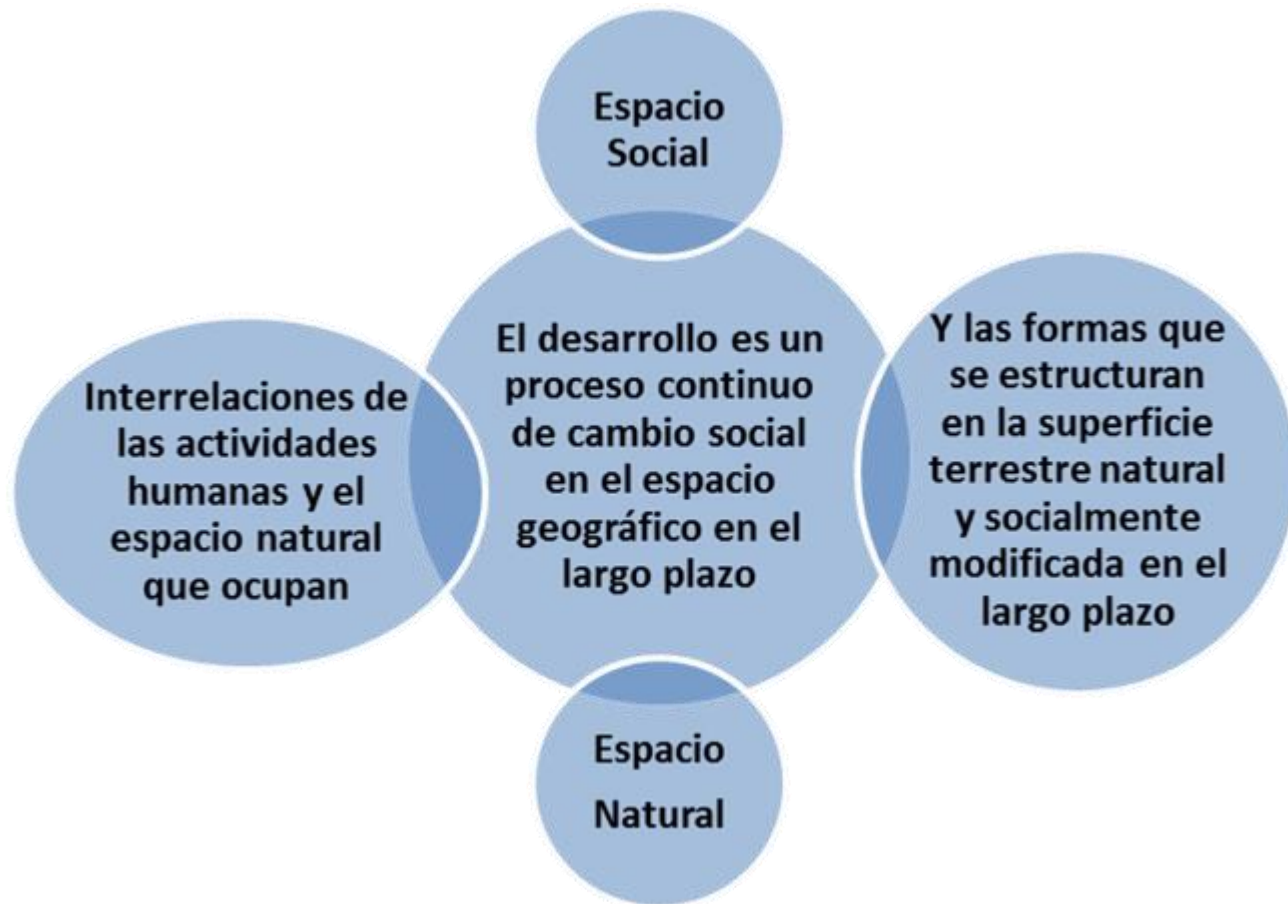 Espacio
Social
Interrelaciones de
las actividades
humanas y el
espacio natural
que ocupan
El desarrollo es un
proceso continuo
de cambio social
en el espacio
geográfico en el
largo plazo
Y las formas que
se estructuran
en la superficie
terrestre natural
y socialmente
modificada en el
largo plazo
Espacio
Natural